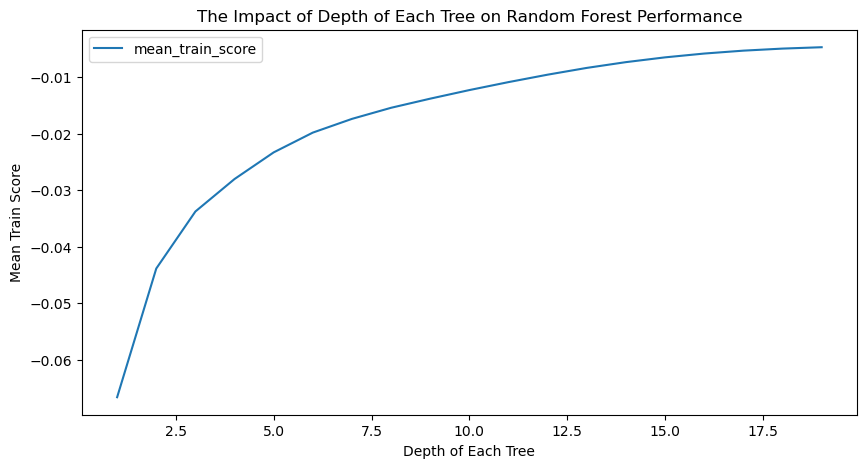 The Impact of Depth of Each Tree on Random Forest Performance
mean_train_score
−0.01
−0.02
−0.03
−0.04
−0.05
−0.06
Mean Train Score
2.5 5.0 7.5 10.0 12.5 15.0 17.5
Depth of Each Tree